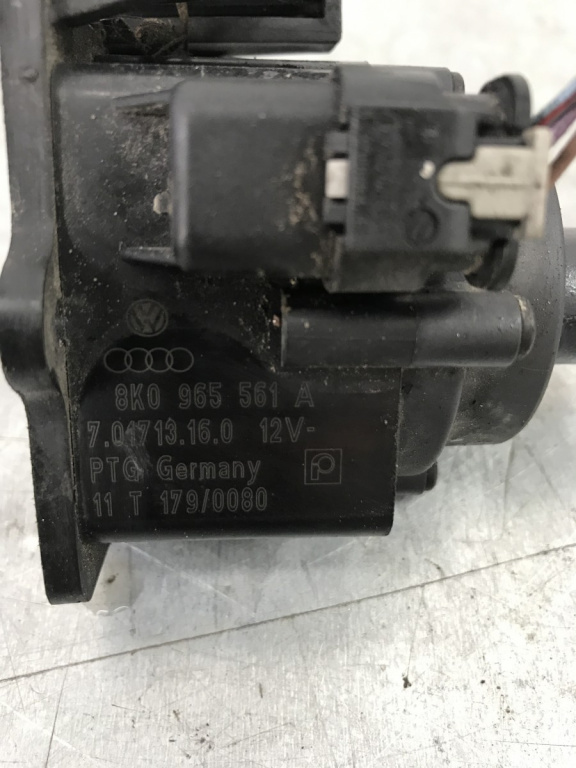 8K0 965 561 A
7.01713.16.0 12V-
PTG Germany
11 T 179/0080